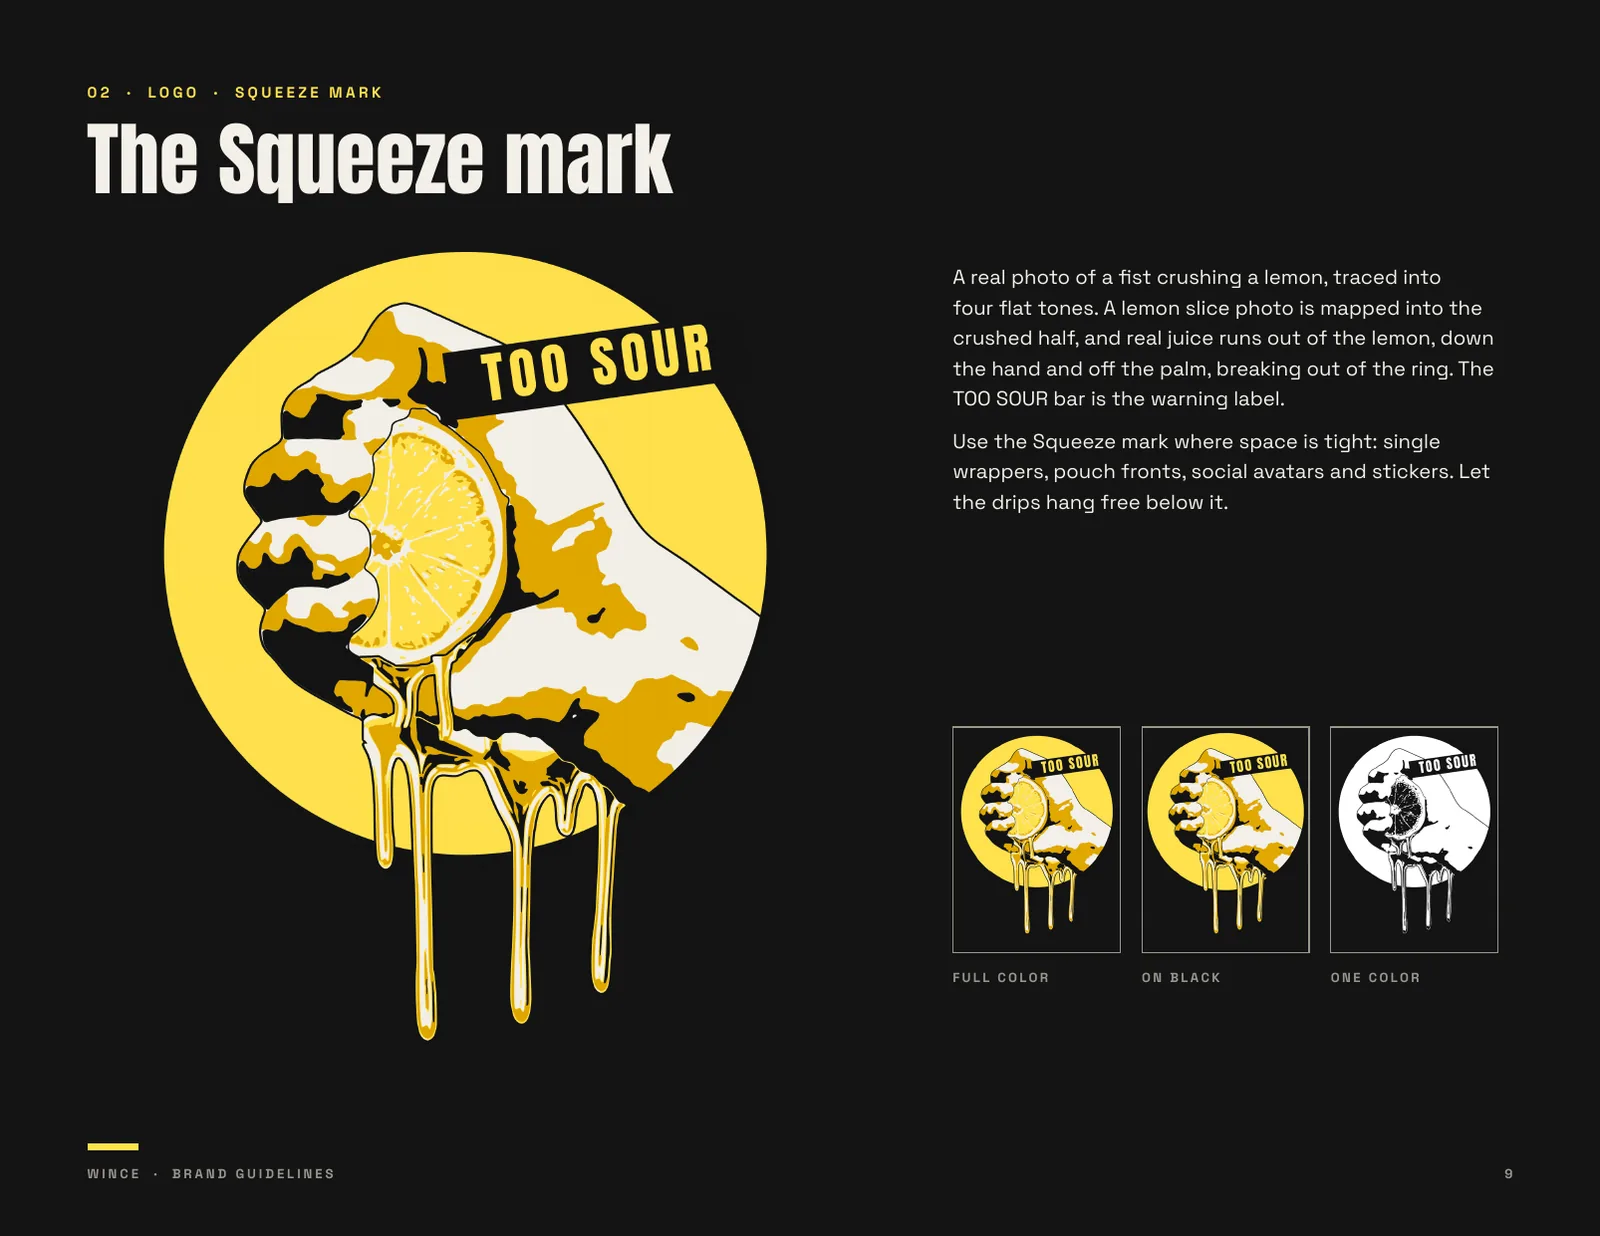 02 · LOGO · SQUEEZE MARK
The Squeeze mark
TOO SOUR
A real photo of a fist crushing a lemon, traced into
four flat tones. A lemon slice photo is mapped into the
crushed half, and real juice runs out of the lemon, down
the hand and off the palm, breaking out of the ring. The
TOO SOUR bar is the warning label.
Use the Squeeze mark where space is tight: single
wrappers, pouch fronts, social avatars and stickers. Let
the drips hang free below it.
TOO SOUR
TOO SOUR
TOO SOUR
FULL COLOR
ON BLACK
ONE COLOR
WINCE · BRAND GUIDELINES
9